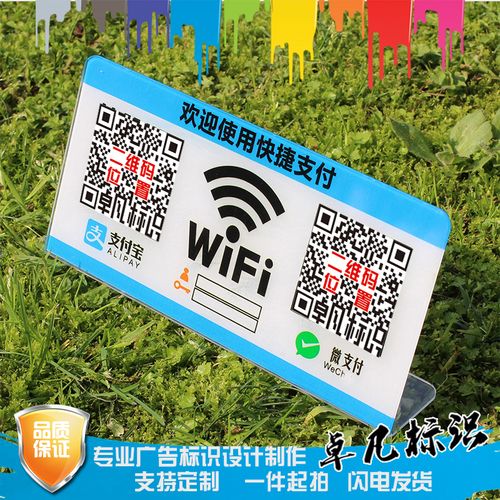 欢迎使用快捷支付
二维码
位置
卓凡标识
支付宝
ALIPAY
WiFi
二维码
位置
卓凡标识
微支付
WeCh
品质
保证
专业广告标识设计制作
支持定制 一件起拍 闪电发货
卓凡标识